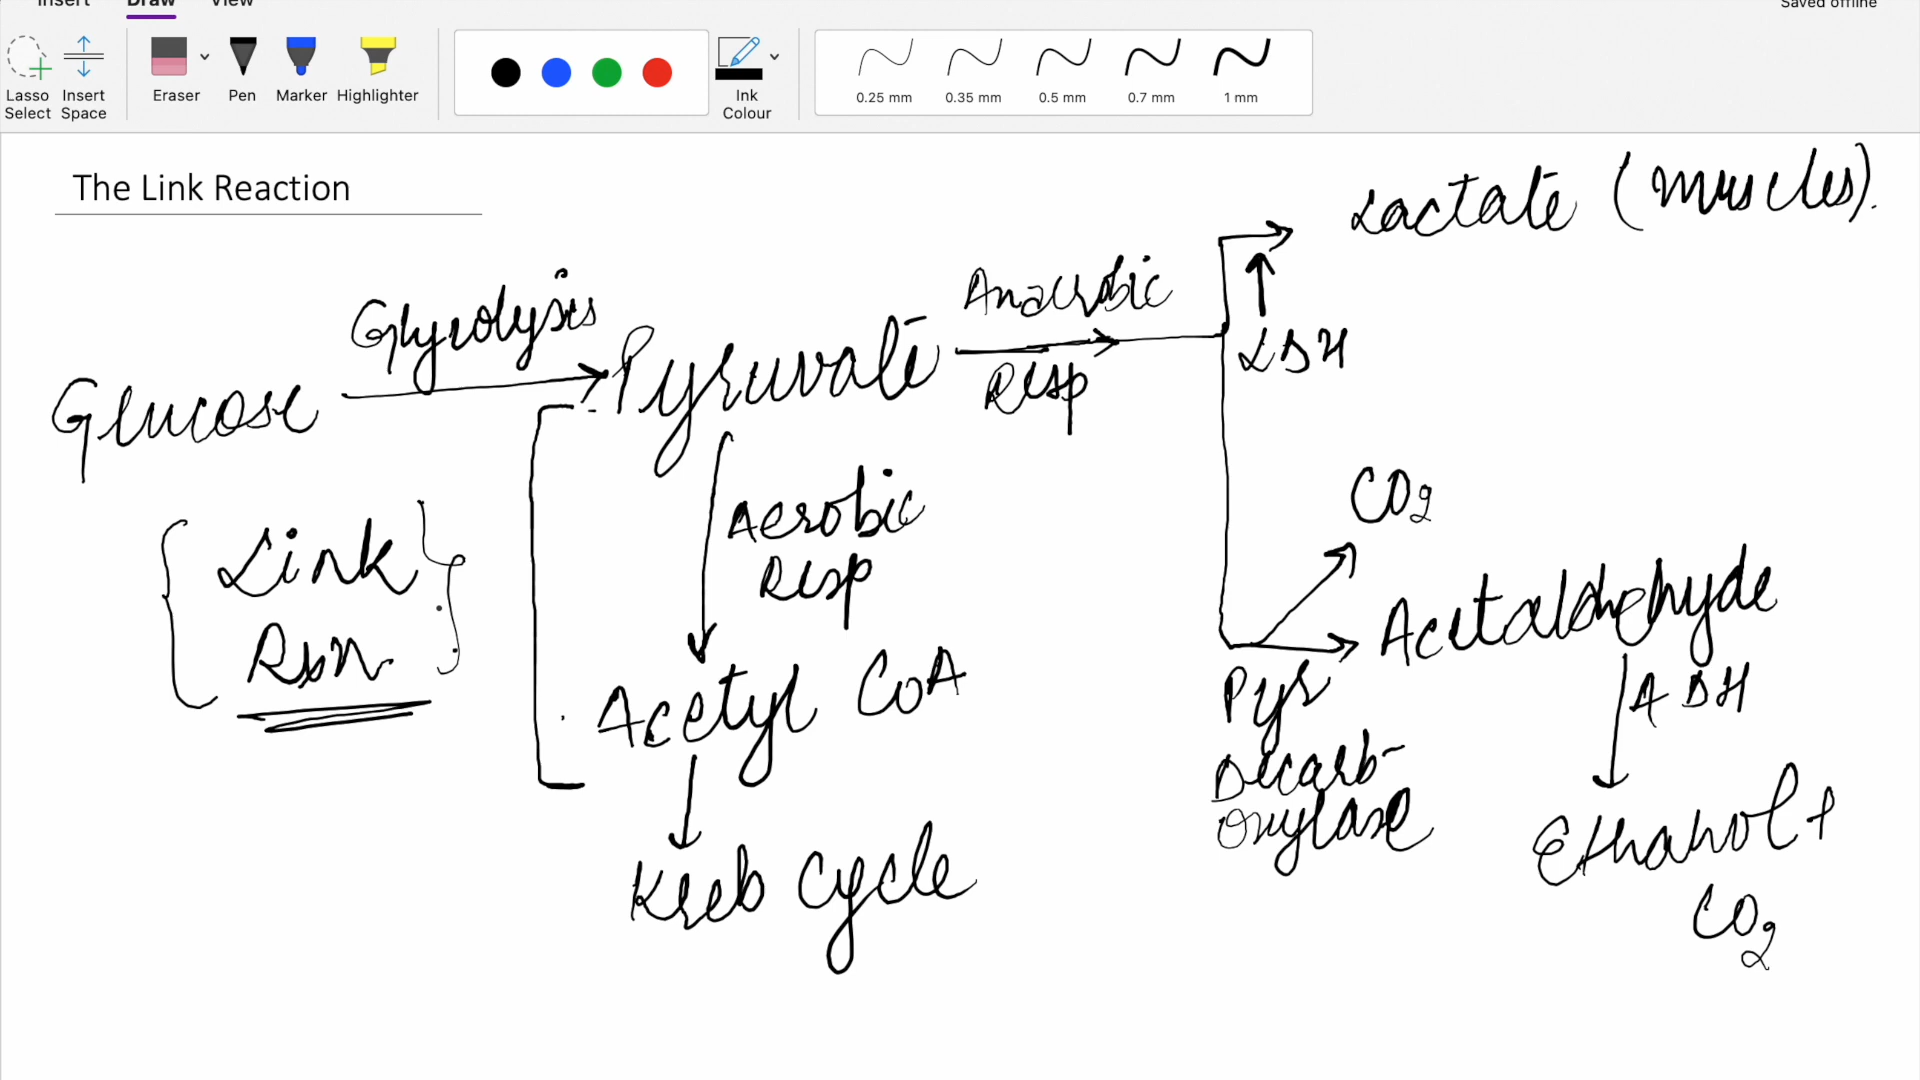 Insert Draw View
Saved offline
Lasso Select
Insert Space
Eraser
Pen
Marker
Highlighter
Ink Colour
0.25 mm
0.35 mm
0.5 mm
0.7 mm
1 mm
The Link Reaction
Lactate (muscles).
Glucose
Glycolysis
Pyruvate
Anaerobic
Resp
LDH
Link
Rxn
Aerobic
Resp
CO2
Acetaldehyde
Pyr
Decarb-
oxylase
ADH
Acetyl CoA
Ethanol +
CO2
Kreb Cycle